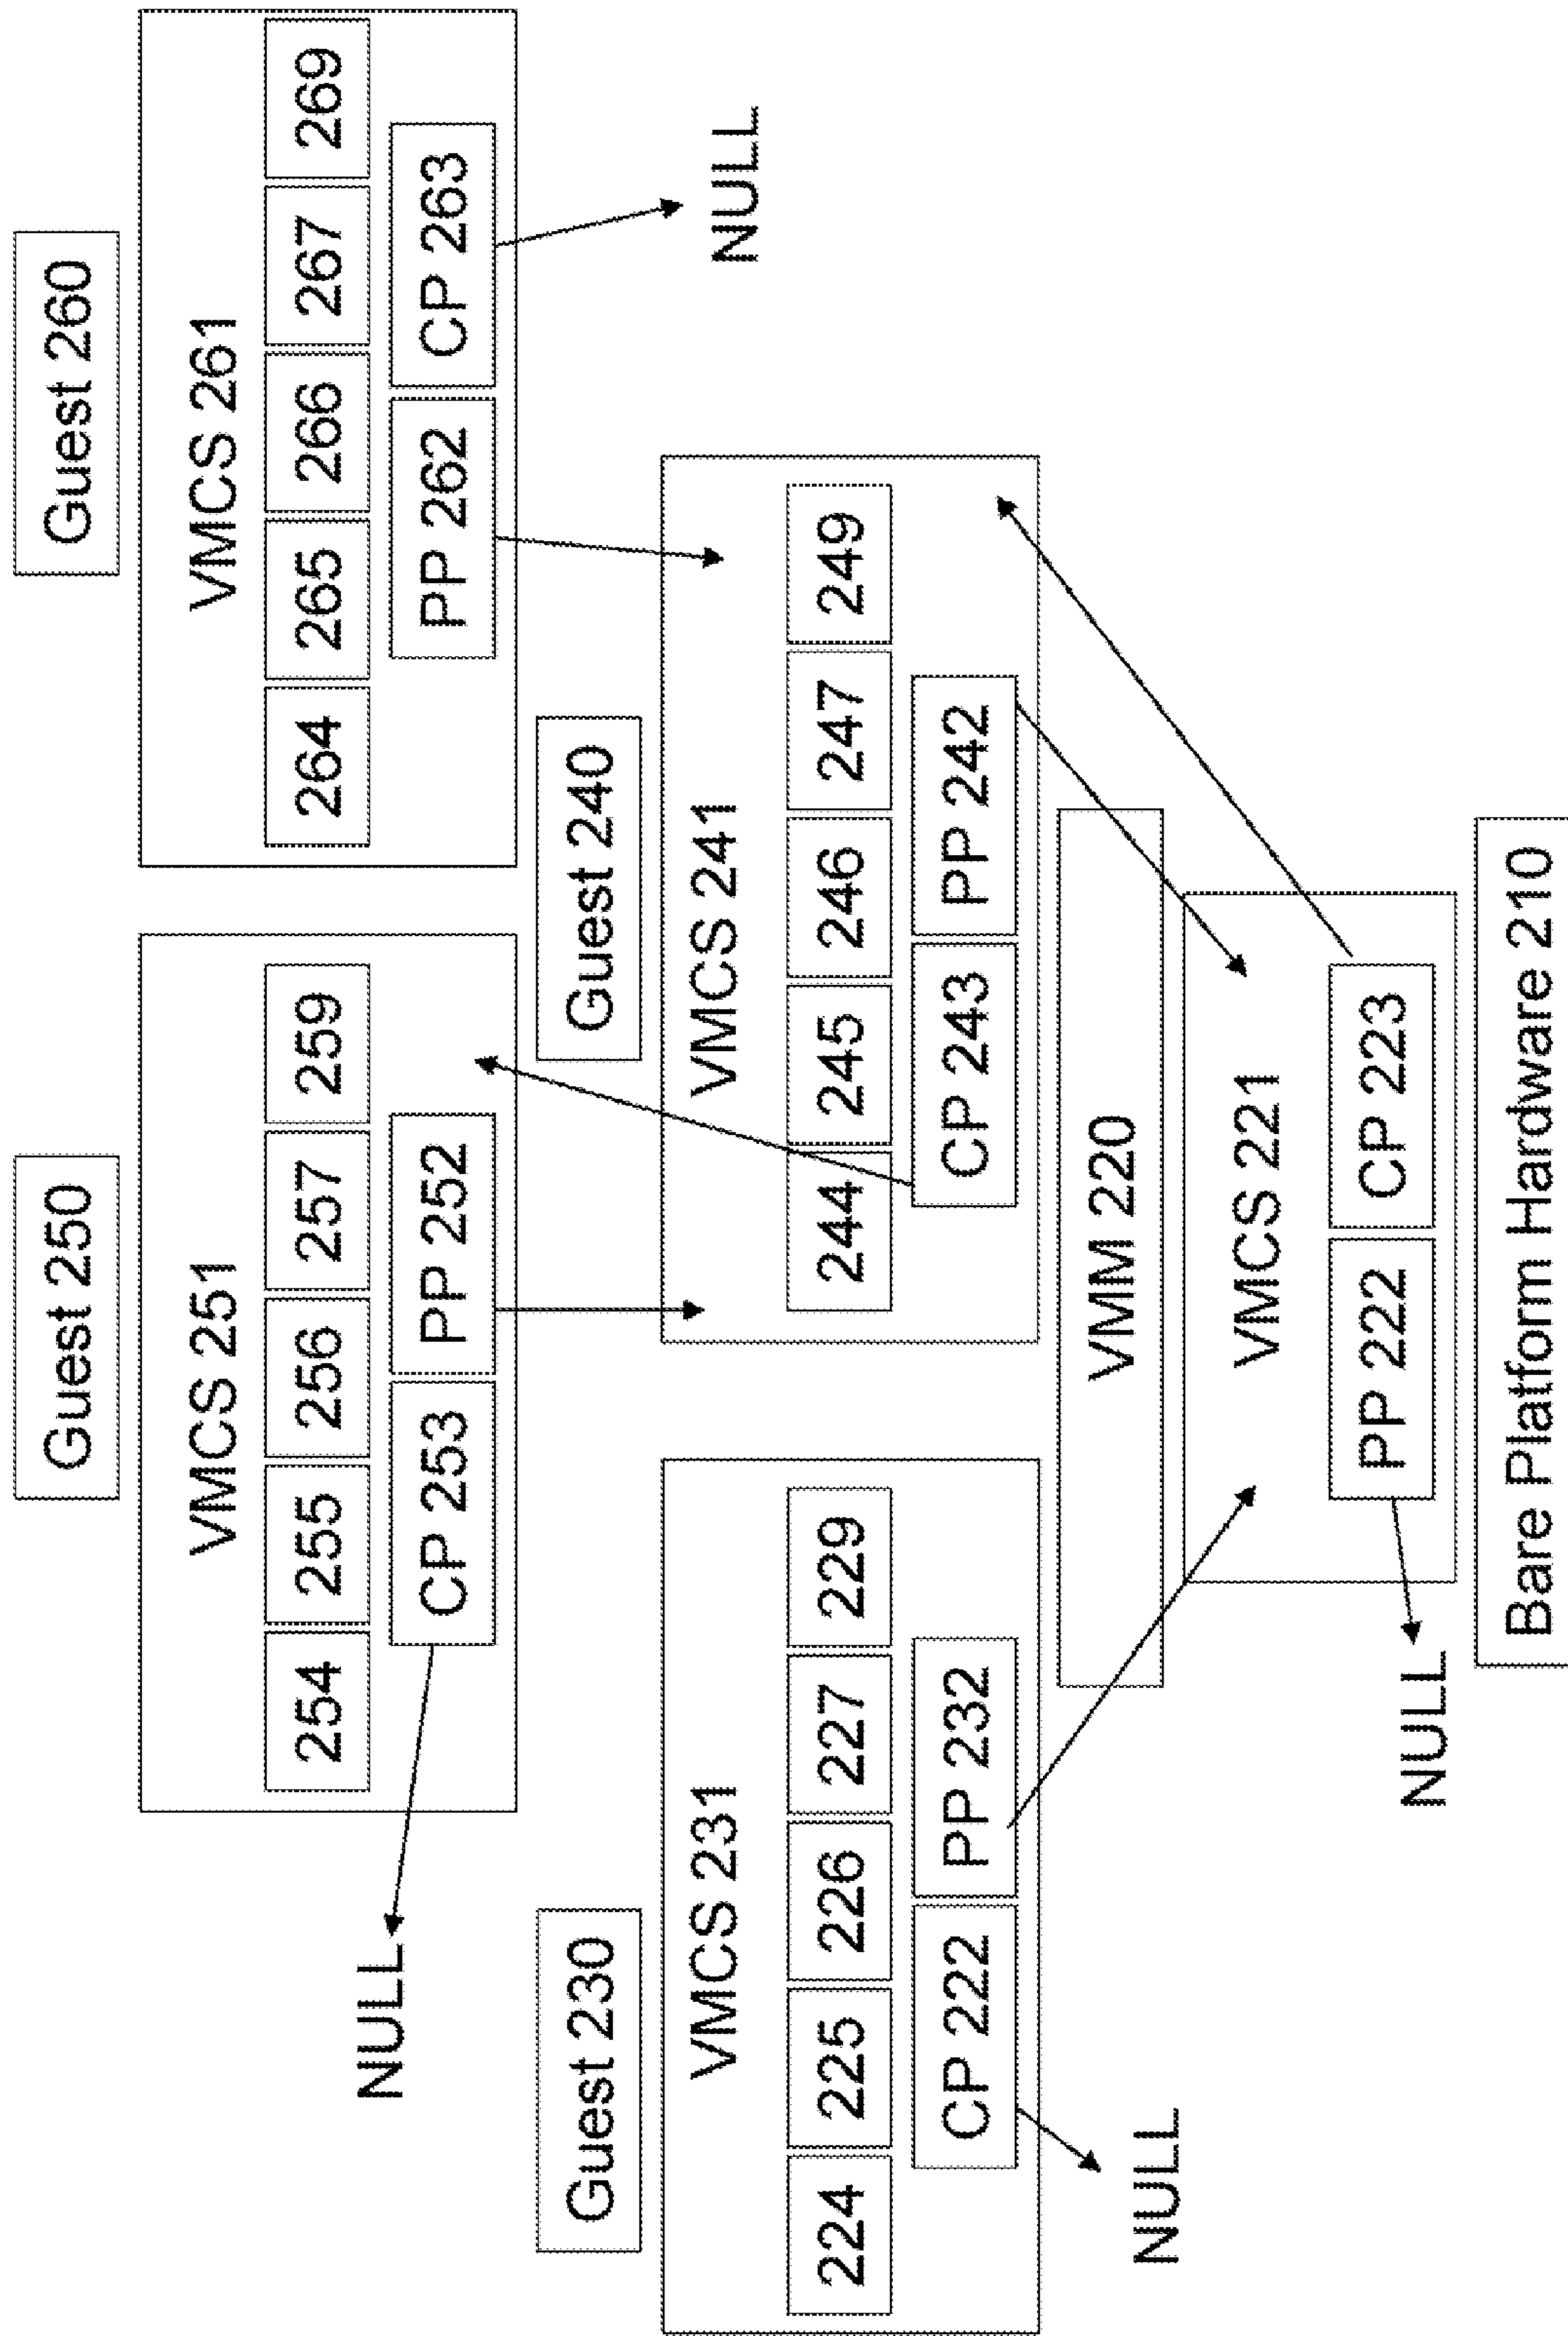 Guest 250
Guest 260
VMCS 251
VMCS 261
254 255 256 257 259
264 265 266 267 269
CP 253 PP 252
PP 262 CP 263
NULL
Guest 230
Guest 240
VMCS 231
VMCS 241
NULL
224 225 226 227 229
244 245 246 247 249
CP 222 PP 232
CP 243 PP 242
NULL
VMM 220
VMCS 221
PP 222 CP 223
NULL
Bare Platform Hardware 210